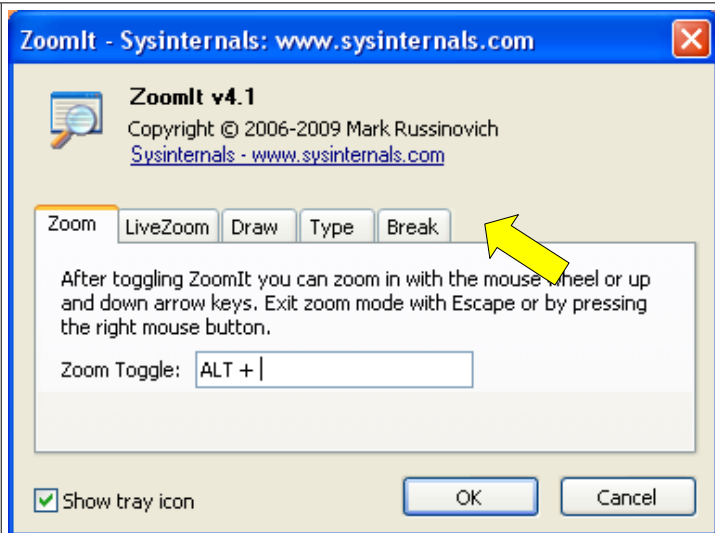 ZoomIt - Sysinternals: www.sysinternals.com
ZoomIt v4.1
Copyright © 2006-2009 Mark Russinovich
Sysinternals - www.sysinternals.com
Zoom LiveZoom Draw Type Break
After toggling ZoomIt you can zoom in with the mouse wheel or up
and down arrow keys. Exit zoom mode with Escape or by pressing
the right mouse button.
Zoom Toggle: ALT +
Show tray icon OK Cancel